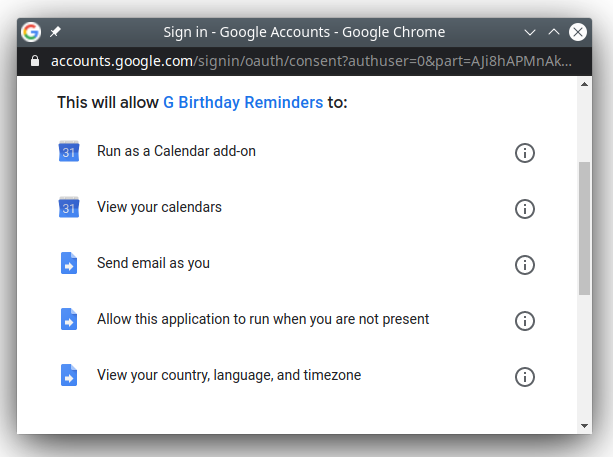 Sign in - Google Accounts - Google Chrome
accounts.google.com/signin/oauth/consent?authuser=0&part=AJi8hAPMnAk...
This will allow G Birthday Reminders to:
31 Run as a Calendar add-on
31 View your calendars
Send email as you
Allow this application to run when you are not present
View your country, language, and timezone